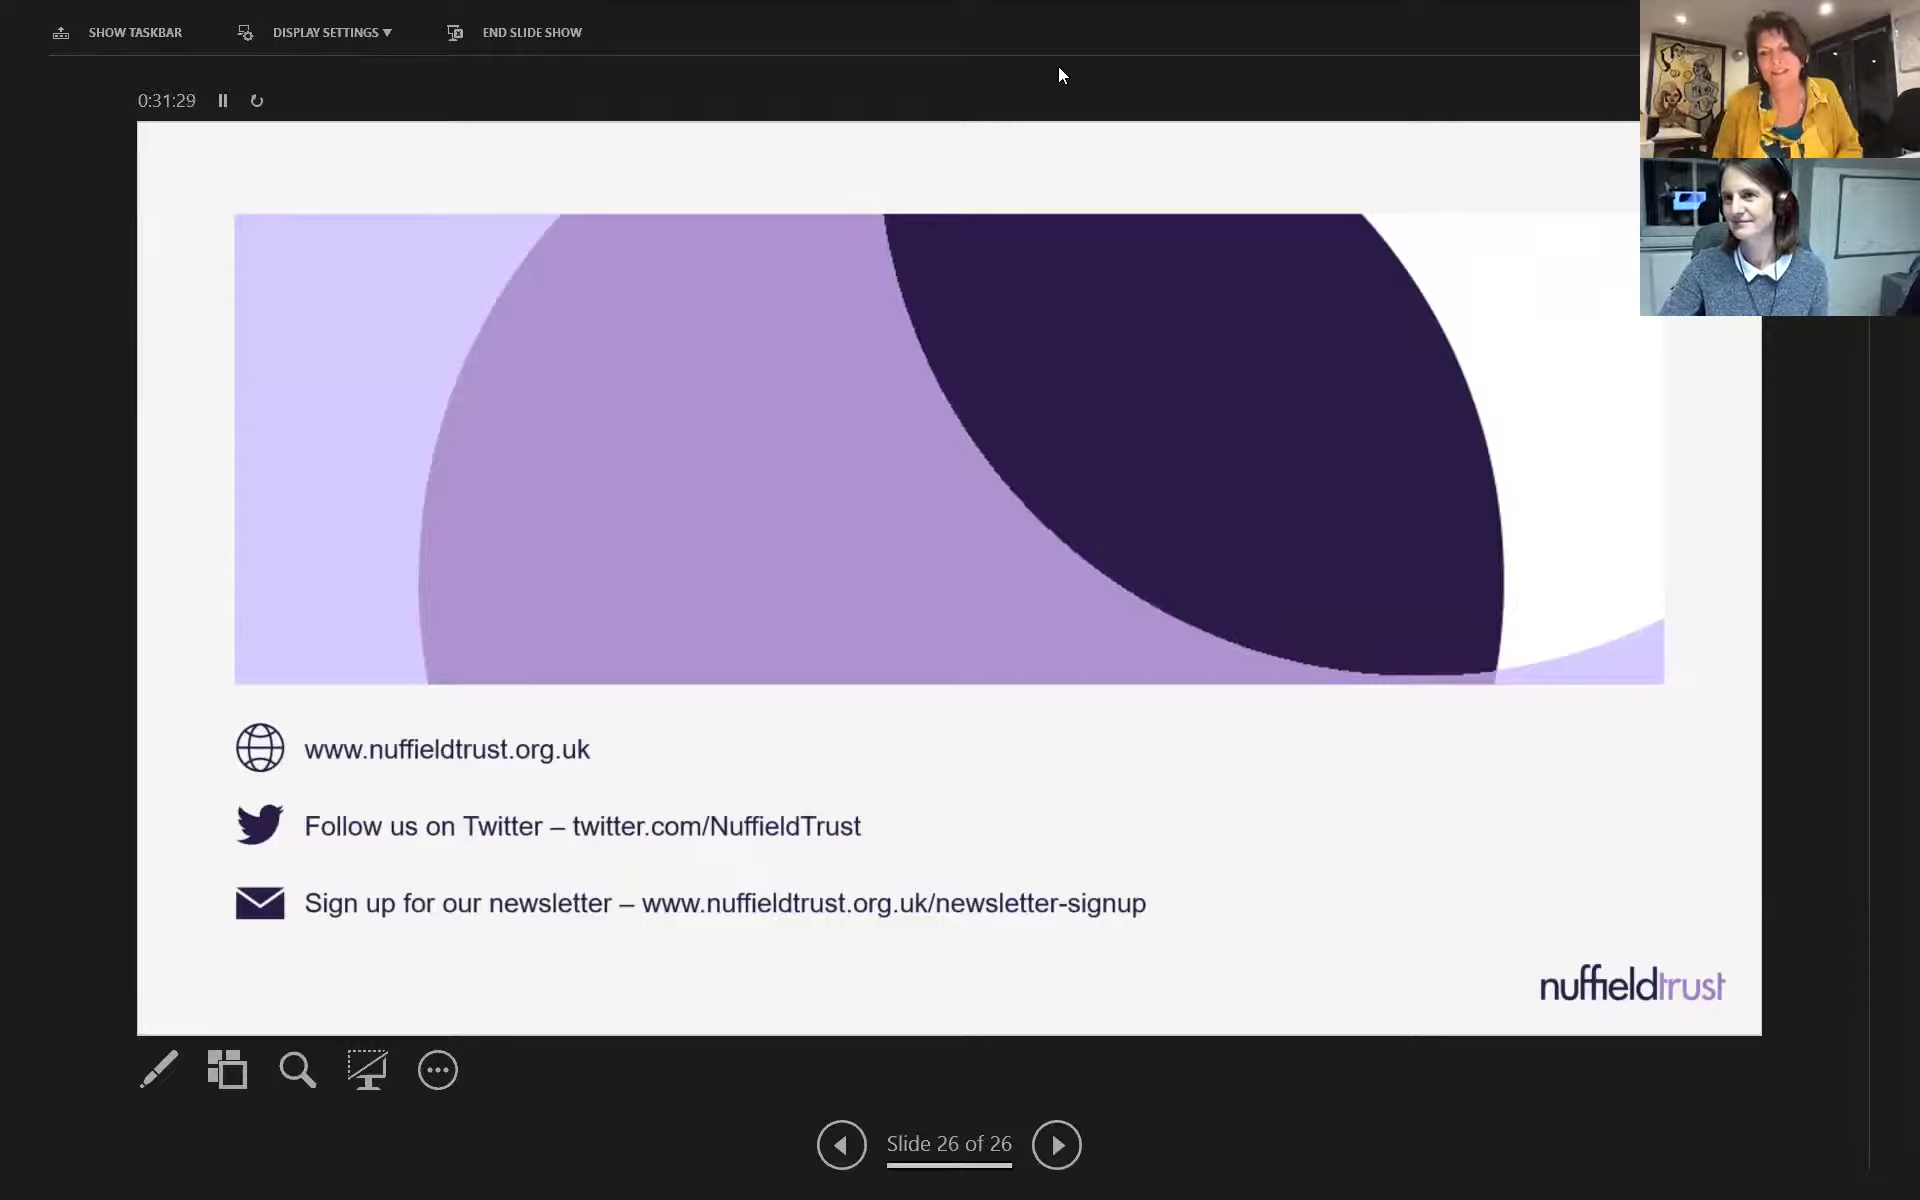 SHOW TASKBAR
DISPLAY SETTINGS ▼
END SLIDE SHOW
0:31:29
www.nuffieldtrust.org.uk
Follow us on Twitter – twitter.com/NuffieldTrust
Sign up for our newsletter – www.nuffieldtrust.org.uk/newsletter-signup
nuffieldtrust
Slide 26 of 26